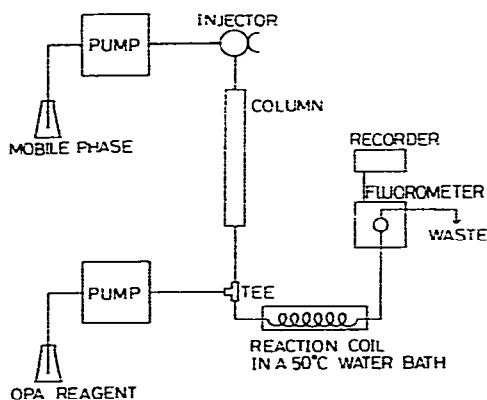 INJECTOR
PUMP
COLUMN
MOBILE PHASE
RECORDER
FLUOROMETER
WASTE
PUMP
TEE
REACTION COIL
IN A 50°C WATER BATH
OPA REAGENT